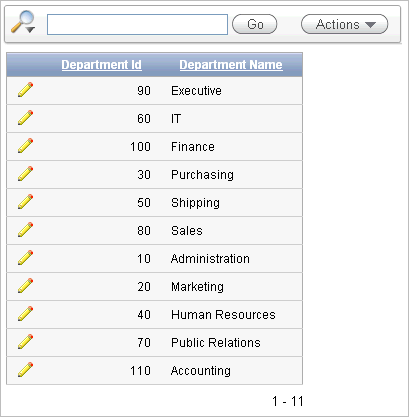 Go Actions
Department Id Department Name
90 Executive
60 IT
100 Finance
30 Purchasing
50 Shipping
80 Sales
10 Administration
20 Marketing
40 Human Resources
70 Public Relations
110 Accounting
1 - 11